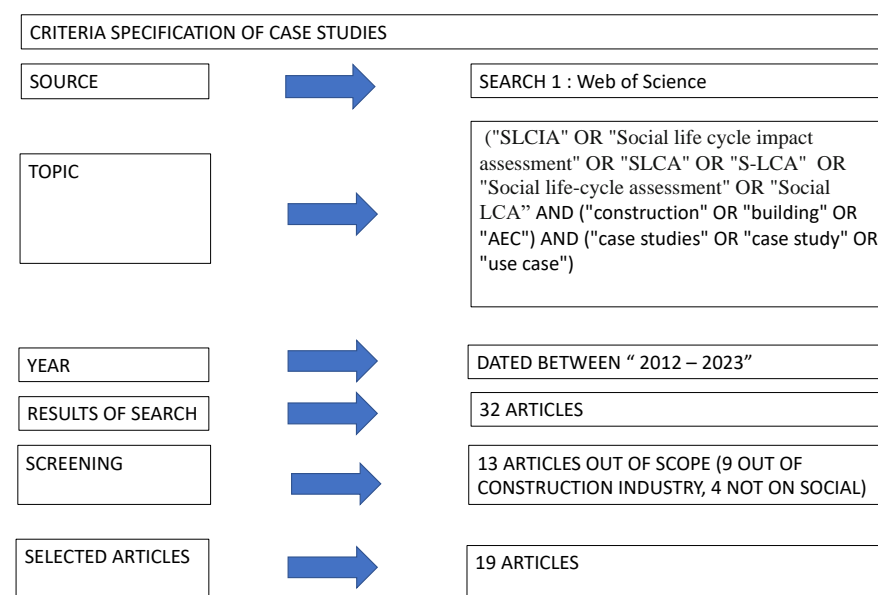 CRITERIA SPECIFICATION OF CASE STUDIES
SOURCE
SEARCH 1 : Web of Science
TOPIC
("SLCIA" OR "Social life cycle impact
assessment" OR "SLCA" OR "S-LCA" OR
"Social life-cycle assessment" OR "Social
LCA” AND ("construction" OR "building" OR
"AEC") AND ("case studies" OR "case study" OR
"use case")
YEAR
DATED BETWEEN “ 2012 – 2023”
RESULTS OF SEARCH
32 ARTICLES
SCREENING
13 ARTICLES OUT OF SCOPE (9 OUT OF
CONSTRUCTION INDUSTRY, 4 NOT ON SOCIAL)
SELECTED ARTICLES
19 ARTICLES